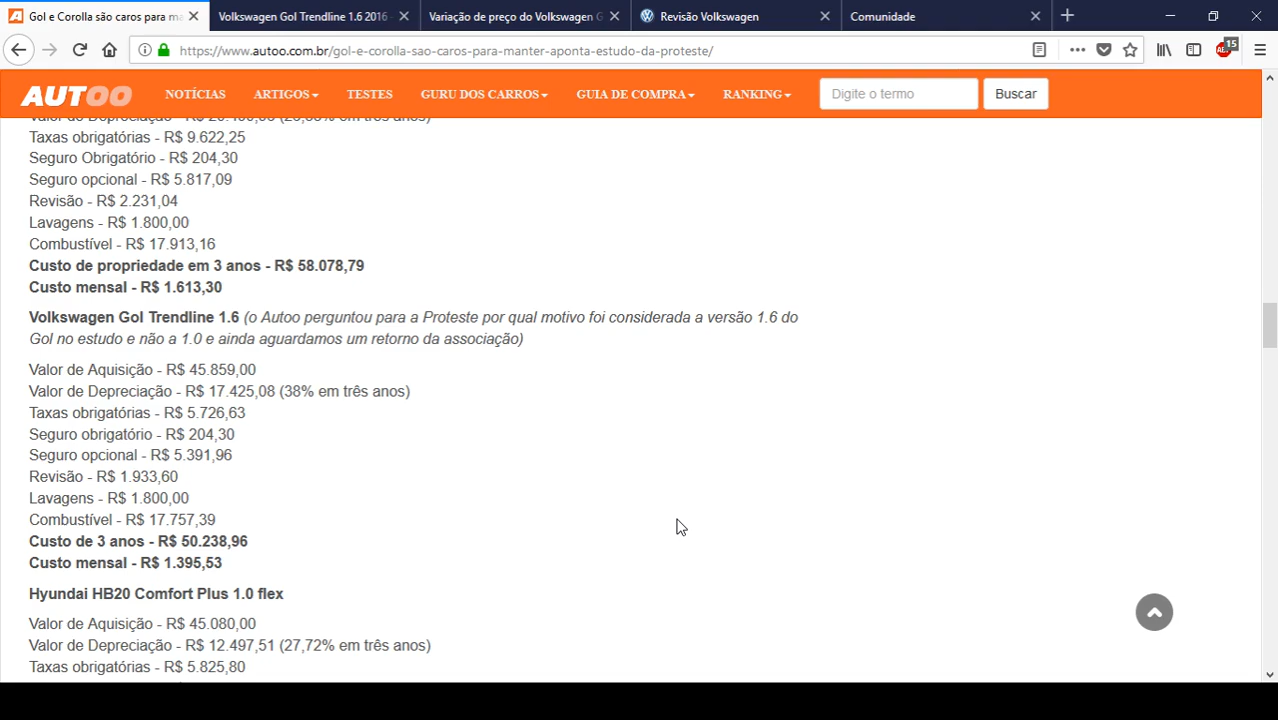 Gol e Corolla são caros para ma
Volkswagen Gol Trendline 1.6 2016
Variação de preço do Volkswagen G
Revisão Volkswagen
Comunidade
https://www.autoo.com.br/gol-e-corolla-sao-caros-para-manter-aponta-estudo-da-proteste/
15
AUTOO
NOTÍCIAS
ARTIGOS
TESTES
GURU DOS CARROS
GUIA DE COMPRA
RANKING
Digite o termo
Buscar
Taxas obrigatórias - R$ 9.622,25
Seguro Obrigatório - R$ 204,30
Seguro opcional - R$ 5.817,09
Revisão - R$ 2.231,04
Lavagens - R$ 1.800,00
Combustível - R$ 17.913,16
Custo de propriedade em 3 anos - R$ 58.078,79
Custo mensal - R$ 1.613,30
Volkswagen Gol Trendline 1.6 (o Autoo perguntou para a Proteste por qual motivo foi considerada a versão 1.6 do
Gol no estudo e não a 1.0 e ainda aguardamos um retorno da associação)
Valor de Aquisição - R$ 45.859,00
Valor de Depreciação - R$ 17.425,08 (38% em três anos)
Taxas obrigatórias - R$ 5.726,63
Seguro obrigatório - R$ 204,30
Seguro opcional - R$ 5.391,96
Revisão - R$ 1.933,60
Lavagens - R$ 1.800,00
Combustível - R$ 17.757,39
Custo de 3 anos - R$ 50.238,96
Custo mensal - R$ 1.395,53
Hyundai HB20 Comfort Plus 1.0 flex
Valor de Aquisição - R$ 45.080,00
Valor de Depreciação - R$ 12.497,51 (27,72% em três anos)
Taxas obrigatórias - R$ 5.825,80